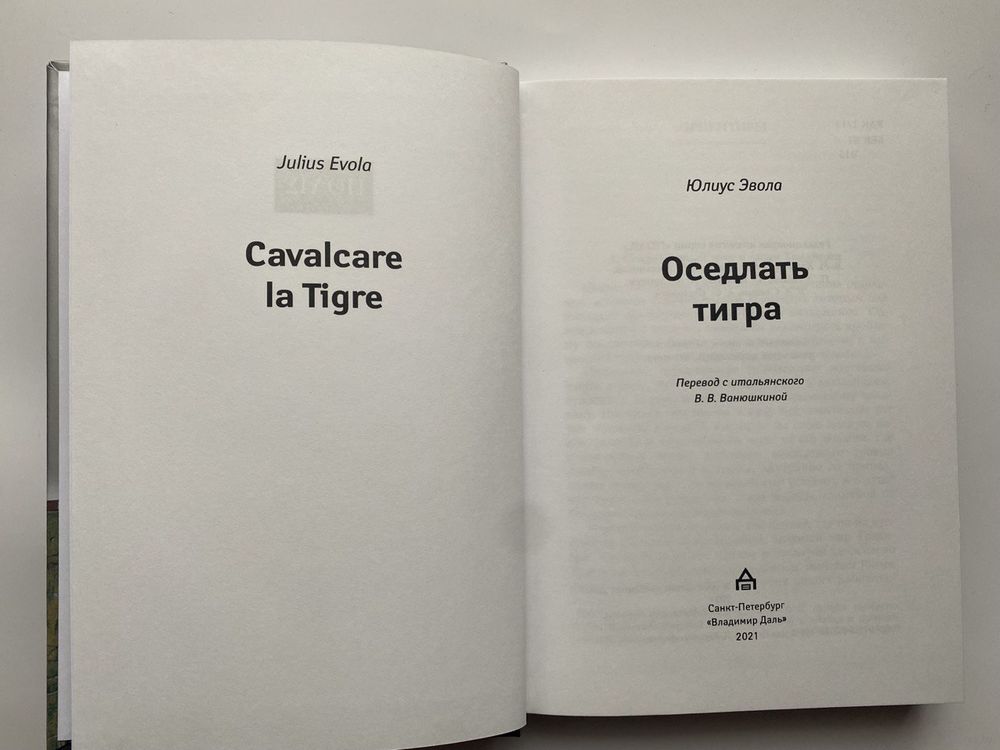 Julius Evola
Cavalcare
la Tigre
Юлиус Эвола
Оседлать
тигра
Перевод с итальянского
В. В. Ванюшкиной
Санкт-Петербург
«Владимир Даль»
2021